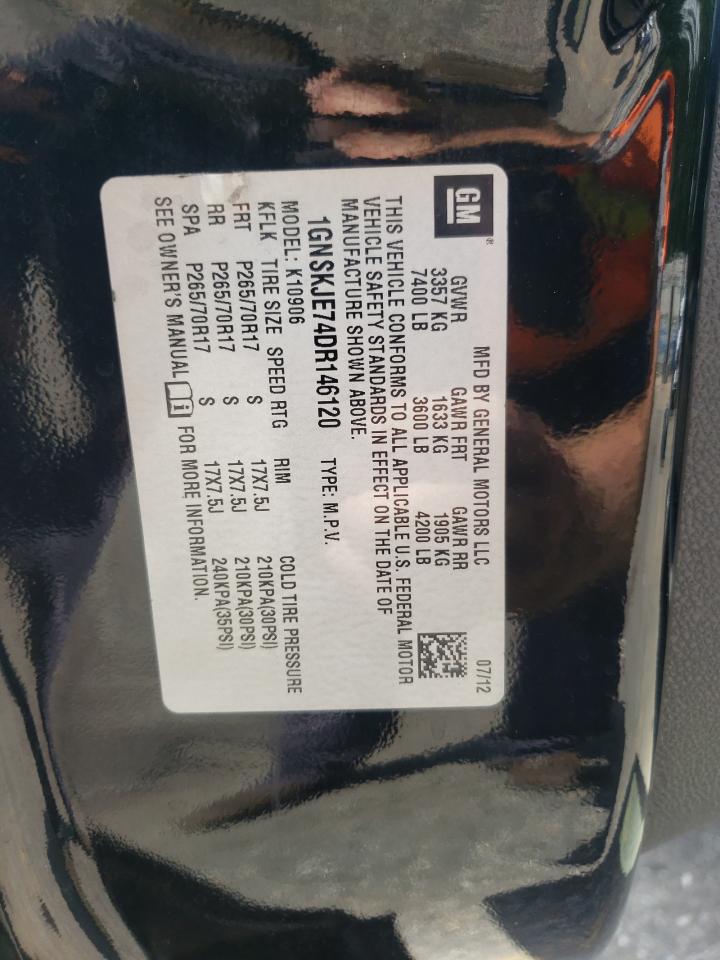 GM®
MFD BY GENERAL MOTORS LLC 07/12
GVWR GAWR FRT GAWR RR
3357 KG 1633 KG 1905 KG
7400 LB 3600 LB 4200 LB
THIS VEHICLE CONFORMS TO ALL APPLICABLE U.S. FEDERAL MOTOR
VEHICLE SAFETY STANDARDS IN EFFECT ON THE DATE OF
MANUFACTURE SHOWN ABOVE.
1GNSKJE74DR146120 TYPE: M.P.V.
MODEL: K10906
KFLK TIRE SIZE SPEED RTG RIM COLD TIRE PRESSURE
FRT P265/70R17 S 17X7.5J 210KPA(30PSI)
RR P265/70R17 S 17X7.5J 210KPA(30PSI)
SPA P265/70R17 S 17X7.5J 240KPA(35PSI)
SEE OWNER'S MANUAL FOR MORE INFORMATION.